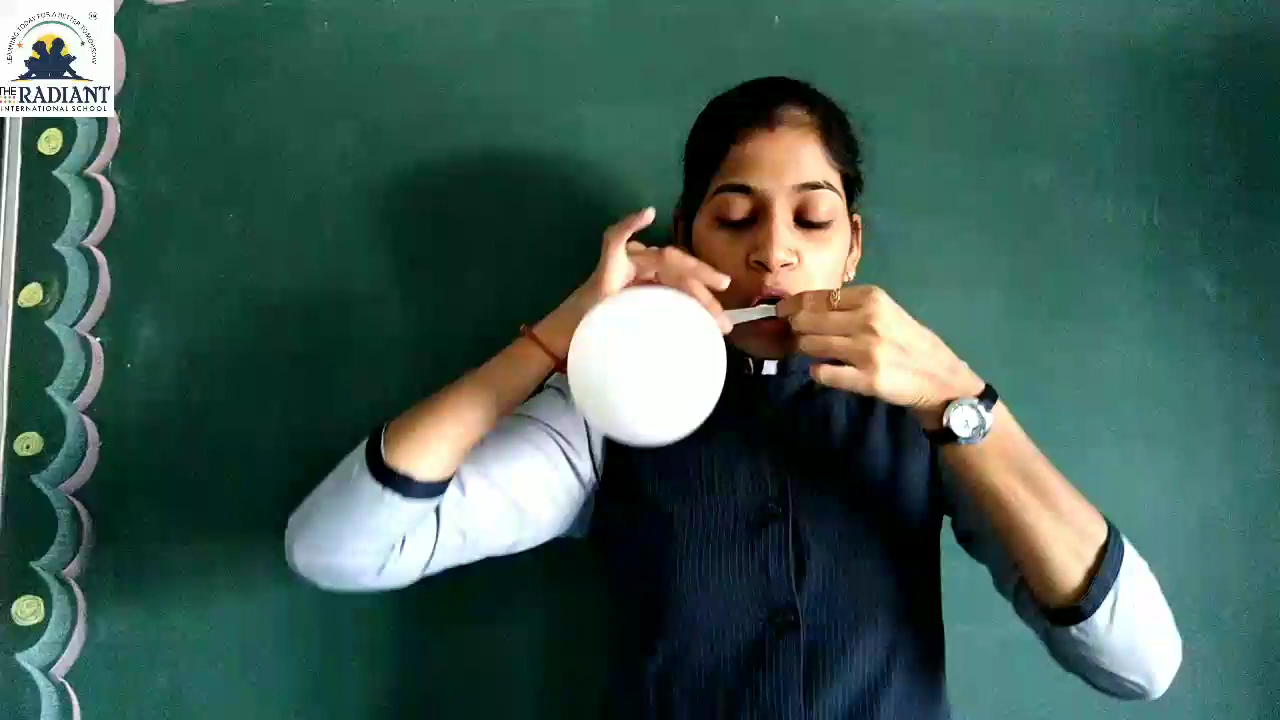 LEARNING TODAY FOR A BETTER TOMORROW
THE RADIANT
INTERNATIONAL SCHOOL